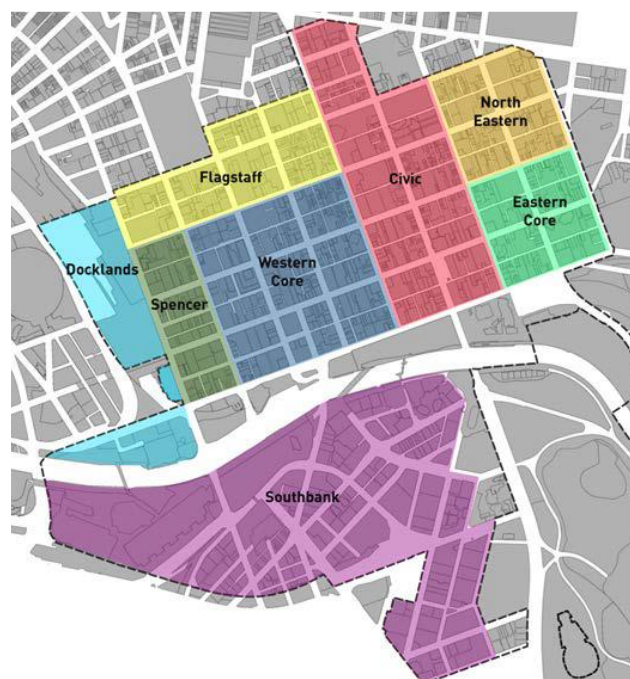 North
Eastern
Flagstaff
Civic
Eastern
Core
Docklands
Western
Core
Spencer
Southbank